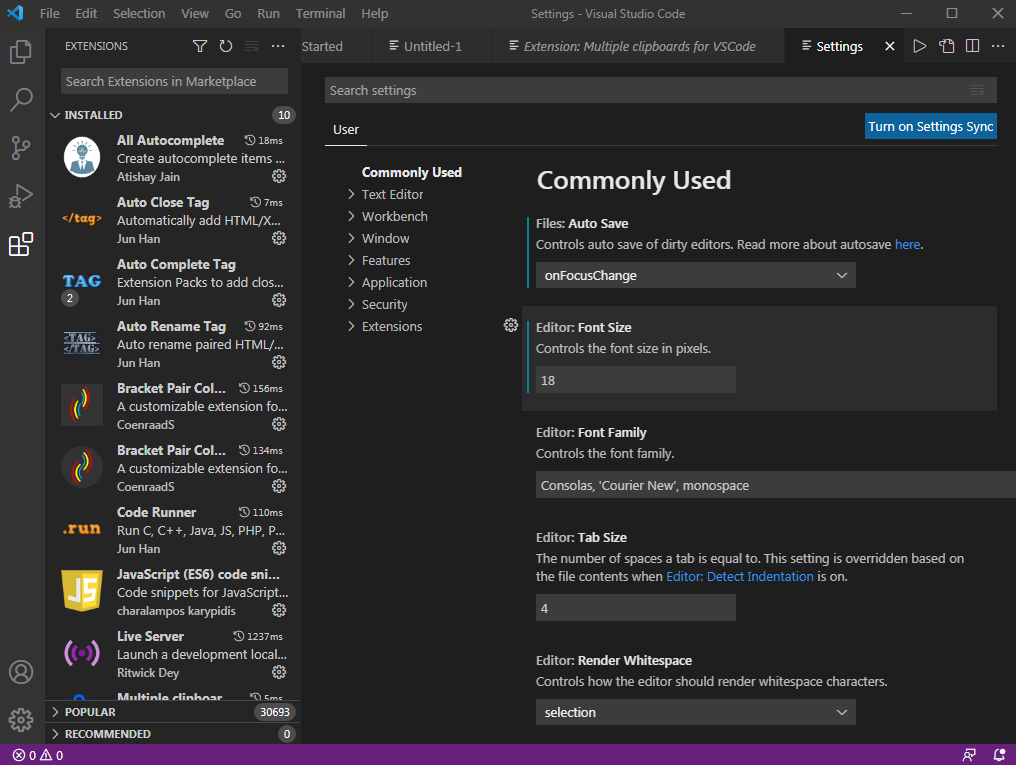 File Edit Selection View Go Run Terminal Help Settings - Visual Studio Code
EXTENSIONS
Started Untitled-1 Extension: Multiple clipboards for VSCode Settings
Search Extensions in Marketplace
INSTALLED 10
All Autocomplete 18ms
Create autocomplete items ...
Atishay Jain
</tag>
Auto Close Tag 7ms
Automatically add HTML/X...
Jun Han
TAG
2
Auto Complete Tag
Extension Packs to add clos...
Jun Han
<TAG>
</TAG>
Auto Rename Tag 92ms
Auto rename paired HTML/...
Jun Han
Bracket Pair Col... 156ms
A customizable extension fo...
CoenraadS
Bracket Pair Col... 134ms
A customizable extension fo...
CoenraadS
.run
Code Runner 110ms
Run C, C++, Java, JS, PHP, P...
Jun Han
JS
JavaScript (ES6) code sni...
Code snippets for JavaScript...
charalampos karypidis
Live Server 1237ms
Launch a development local...
Ritwick Dey
Multiple clipboar... 5ms
POPULAR 30693
RECOMMENDED 0
Search settings
User
Turn on Settings Sync
Commonly Used
Text Editor
Workbench
Window
Features
Application
Security
Extensions
Commonly Used
Files: Auto Save
Controls auto save of dirty editors. Read more about autosave here.
onFocusChange
Editor: Font Size
Controls the font size in pixels.
18
Editor: Font Family
Controls the font family.
Consolas, 'Courier New', monospace
Editor: Tab Size
The number of spaces a tab is equal to. This setting is overridden based on
the file contents when Editor: Detect Indentation is on.
4
Editor: Render Whitespace
Controls how the editor should render whitespace characters.
selection
0 0